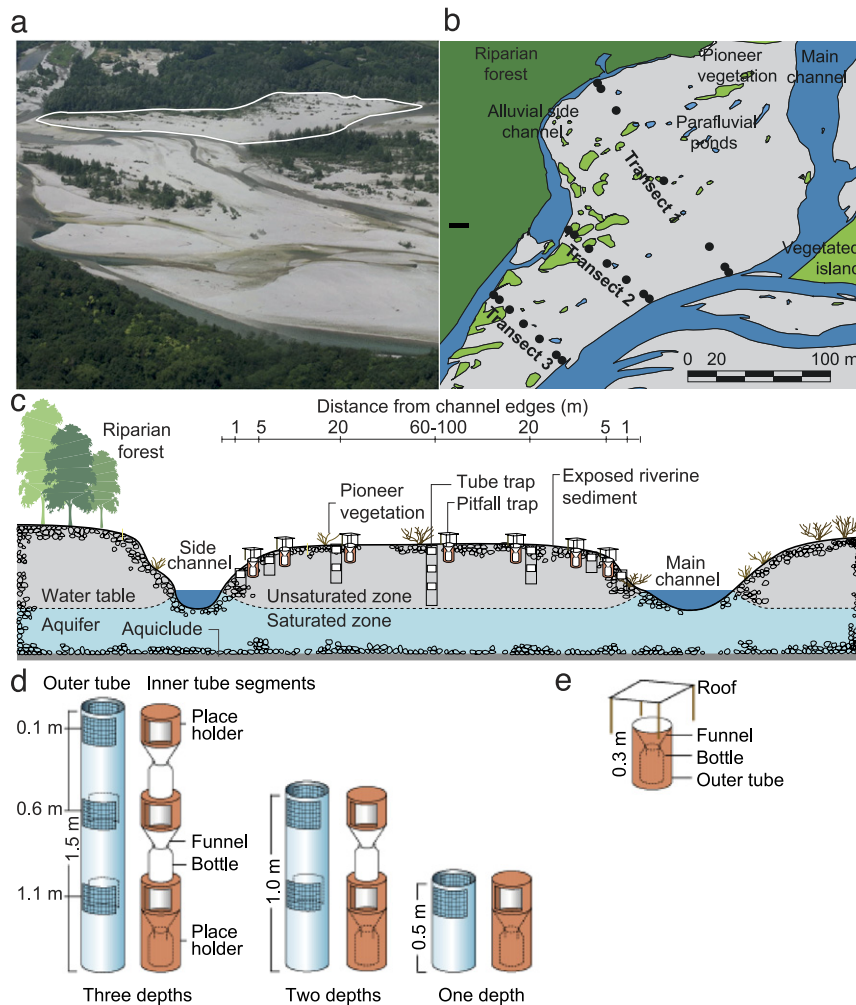 a
b
Riparian
forest
Pioneer
vegetation
Main
channel
Alluvial side
channel
Parafluvial
ponds
Transect 1
Transect 2
Transect 3
Vegetated
island
0 20 100 m
c
Distance from channel edges (m)
1 5 20 60-100 20 5 1
Riparian
forest
Pioneer
vegetation
Tube trap
Pitfall trap
Exposed riverine
sediment
Side
channel
Main
channel
Water table
Unsaturated zone
Aquifer
Saturated zone
Aquiclude
d
Outer tube
Inner tube segments
0.1 m
0.6 m
1.1 m
1.5 m
Place
holder
Funnel
Bottle
Place
holder
1.0 m
0.5 m
Three depths
Two depths
One depth
e
Roof
Funnel
Bottle
Outer tube
0.3 m